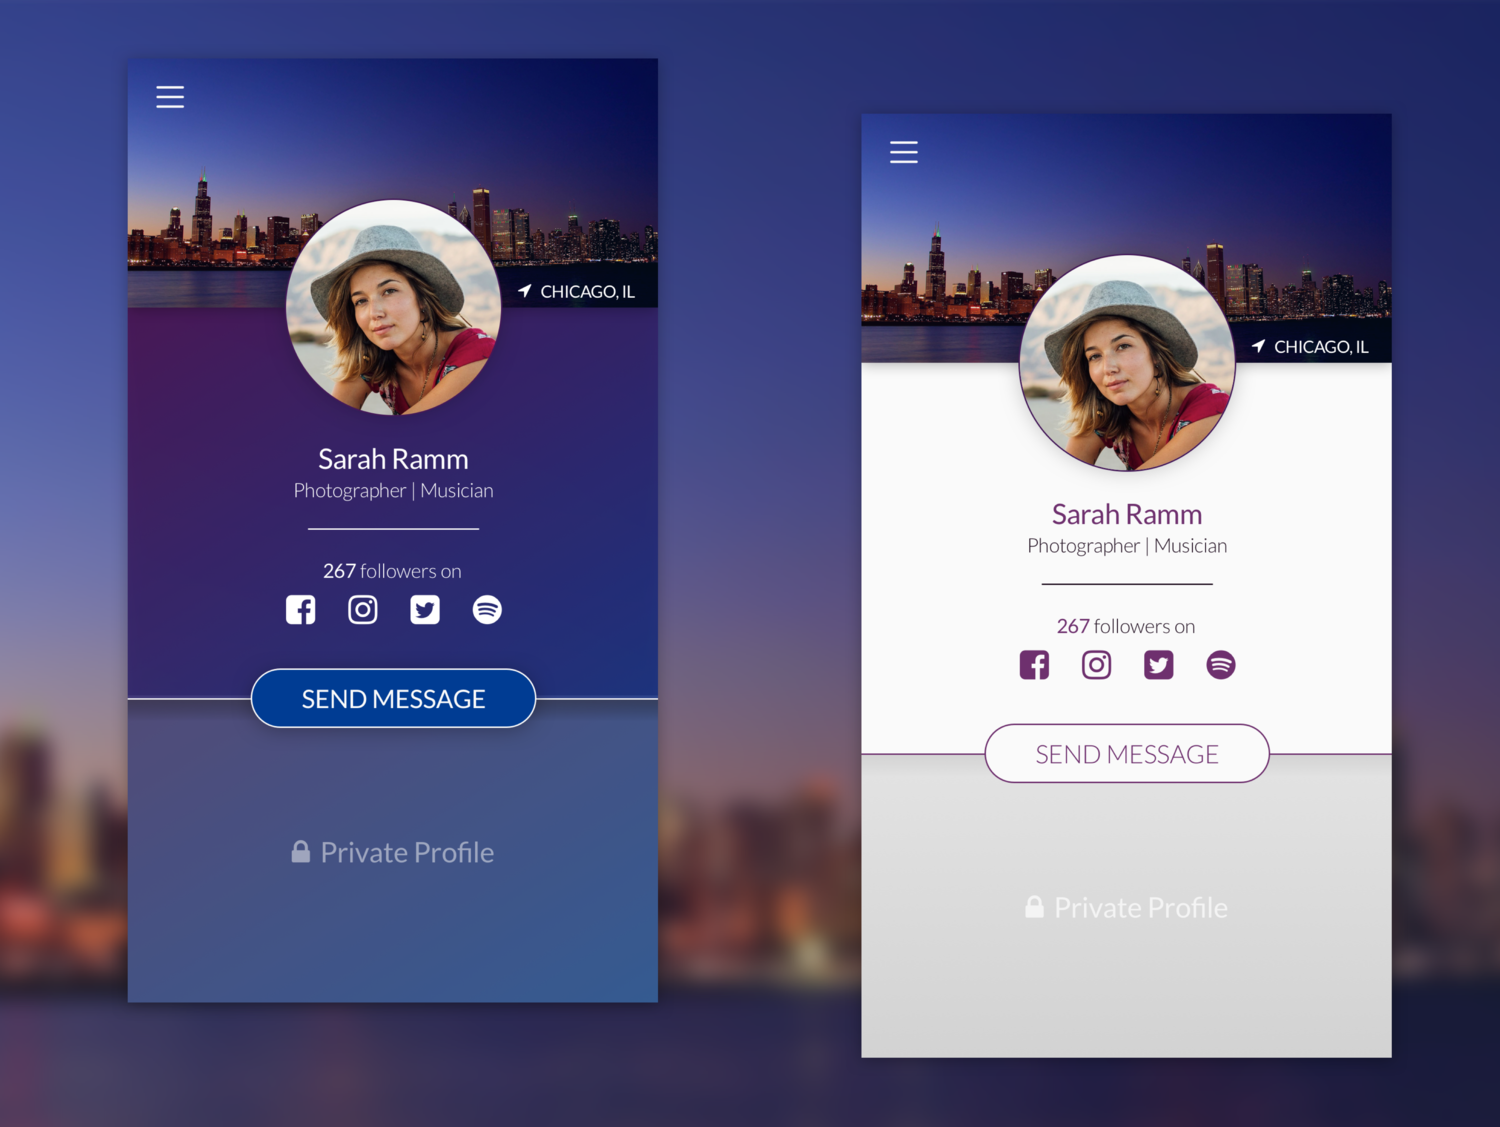 CHICAGO, IL
Sarah Ramm
Photographer | Musician
267 followers on
SEND MESSAGE
Private Profile
CHICAGO, IL
Sarah Ramm
Photographer | Musician
267 followers on
SEND MESSAGE
Private Profile